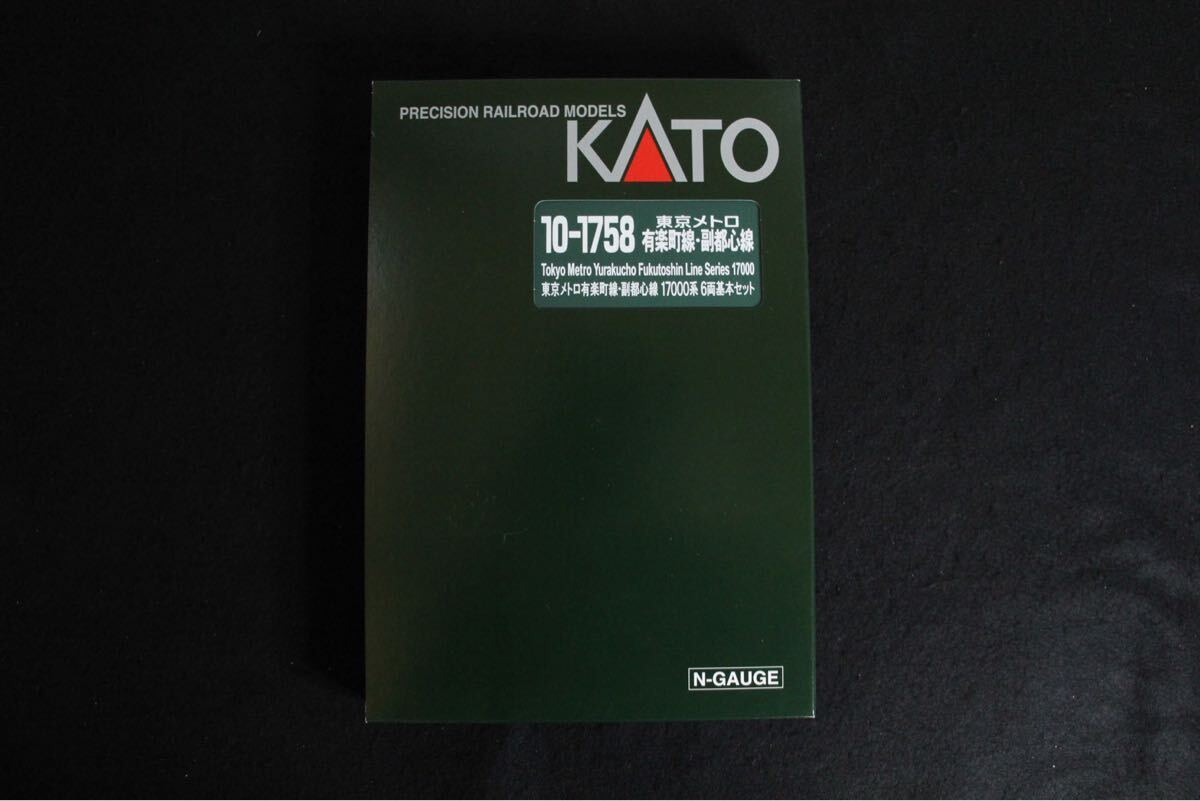 PRECISION RAILROAD MODELS
KATO
10-1758
東京メトロ
有楽町線・副都心線
Tokyo Metro Yurakucho Fukutoshin Line Series 17000
東京メトロ有楽町線・副都心線 17000系 6両基本セット
N-GAUGE